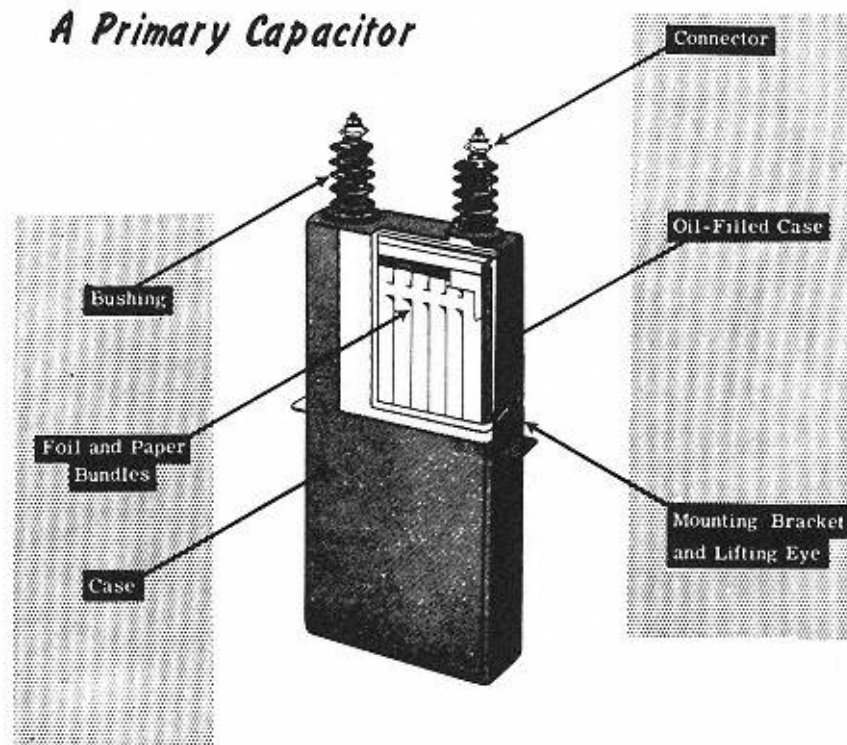 A Primary Capacitor
Connector
Bushing
Oil-Filled Case
Foil and Paper
Bundles
Case
Mounting Bracket
and Lifting Eye